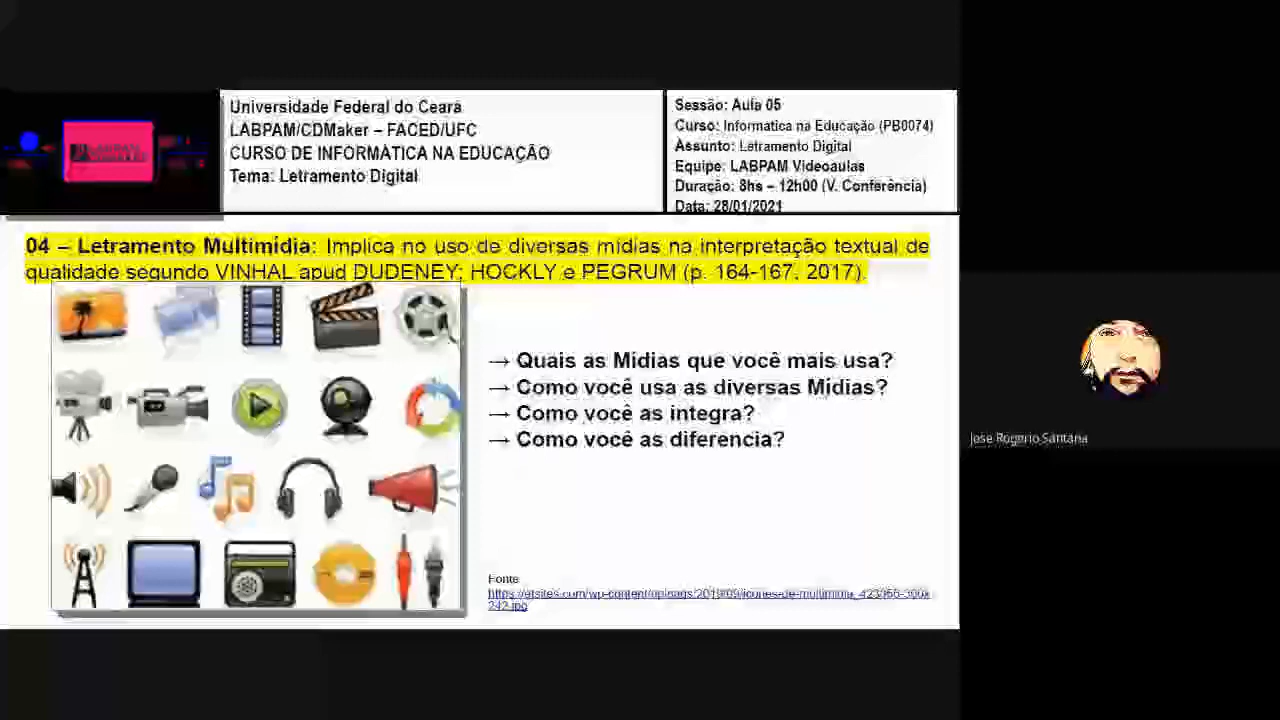 Universidade Federal do Ceará
LABPAM/CDMaker – FACED/UFC
CURSO DE INFORMÁTICA NA EDUCAÇÃO
Tema: Letramento Digital
Sessão: Aula 05
Curso: Informatica na Educação (PB0074)
Assunto: Letramento Digital
Equipe: LABPAM Videoaulas
Duração: 8hs – 12h00 (V. Conferência)
Data: 28/01/2021
04 – Letramento Multimídia: Implica no uso de diversas mídias na interpretação textual de
qualidade segundo VINHAL apud DUDENEY; HOCKLY e PEGRUM (p. 164-167, 2017).
→ Quais as Mídias que você mais usa?
→ Como você usa as diversas Mídias?
→ Como você as integra?
→ Como você as diferencia?
Fonte
242.jpg
Jose Rogerio Santana